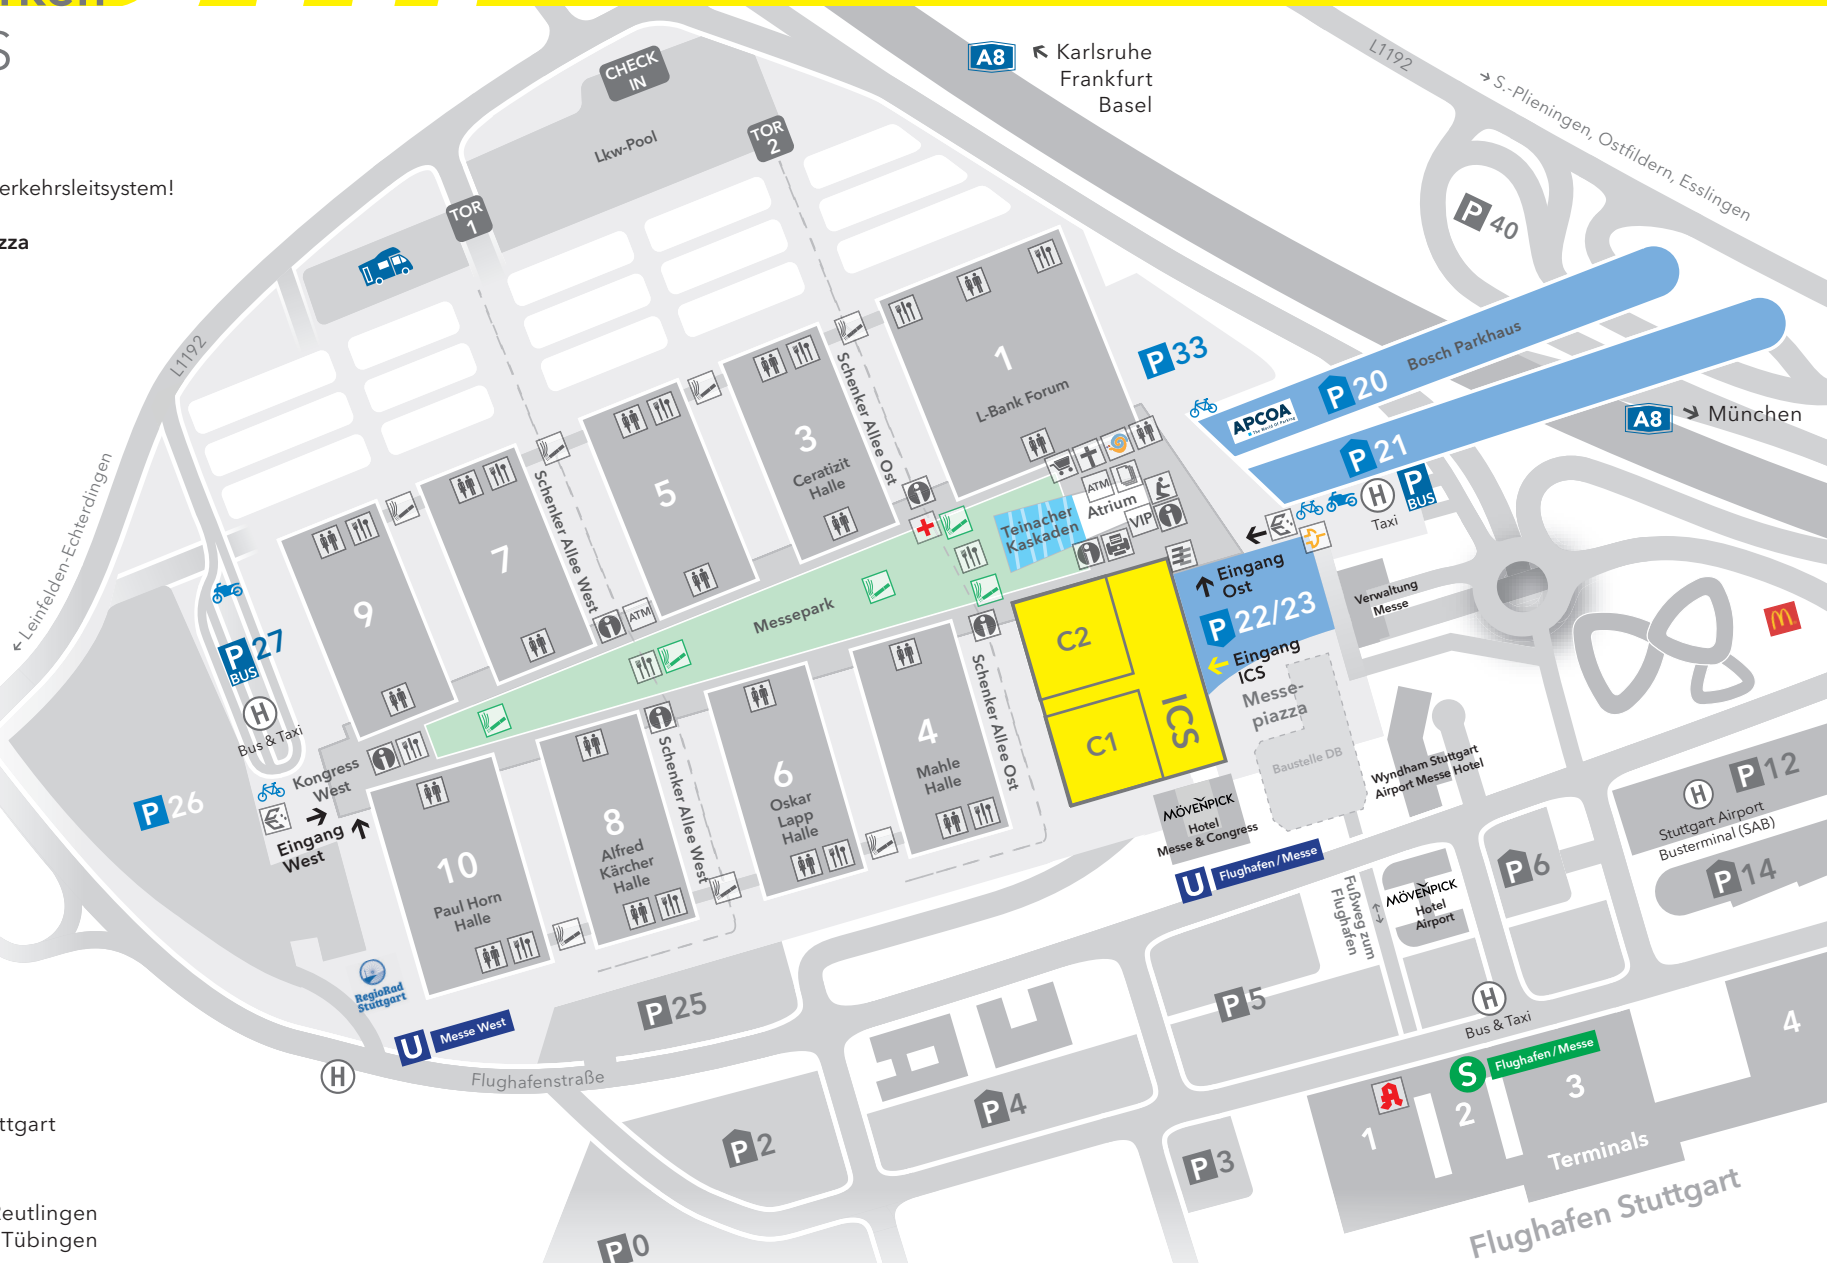 S
erkehrsleitsystem!
zza
CHECK
IN
Lkw-Pool
TOR
1
TOR
2
A8
Karlsruhe
Frankfurt
Basel
L1192
S.-Plieningen, Ostfildern, Esslingen
P 40
L1192
Leinfelden-Echterdingen
P 33
Bosch Parkhaus
APCOA
P 20
P 21
A8
München
1
L-Bank Forum
3
Ceratizit
Halle
5
7
9
Schenker Allee Ost
Schenker Allee West
ATM
Atrium
VIP
Teinacher
Kaskaden
H
Taxi
P
BUS
Messepark
ATM
Eingang
Ost
P 22/23
Eingang
ICS
Messe-
piazza
Verwaltung
Messe
Baustelle DB
C2
C1
ICS
P 27
BUS
H
Bus & Taxi
P 26
Kongress
West
Eingang
West
10
Paul Horn
Halle
8
Alfred
Kärcher
Halle
6
Oskar
Lapp
Halle
4
Mahle
Halle
Schenker Allee West
Schenker Allee Ost
MÖVENPICK
Hotel
Messe & Congress
U Flughafen / Messe
Wyndham Stuttgart
Airport Messe Hotel
H
P 12
Stuttgart Airport
Busterminal (SAB)
P 14
P 6
MÖVENPICK
Hotel
Airport
Fußweg zum
Flughafen
RegioRad
Stuttgart
U Messe West
H
Flughafenstraße
P 25
P 5
H
Bus & Taxi
S Flughafen / Messe
P 4
P 2
P 3
P 0
1
2
3
4
Terminals
Flughafen Stuttgart
ttgart
Reutlingen
Tübingen